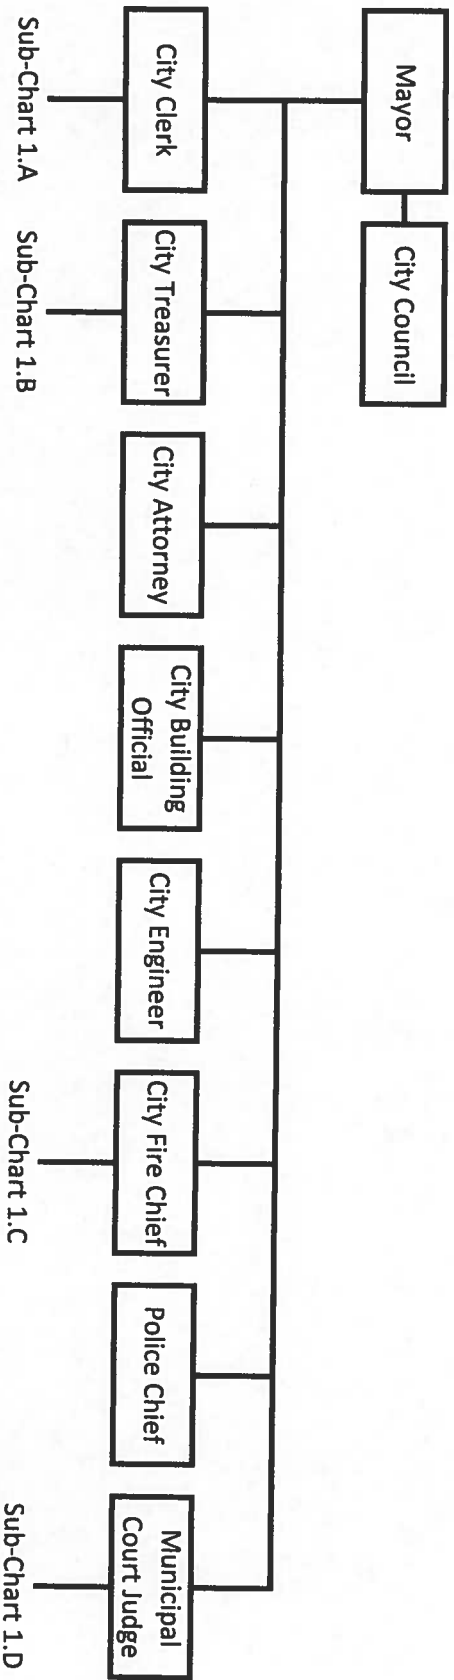 Mayor
City Council
City Clerk
City Treasurer
City Attorney
City Building
Official
City Engineer
City Fire Chief
Police Chief
Municipal
Court Judge
Sub-Chart 1.A
Sub-Chart 1.B
Sub-Chart 1.C
Sub-Chart 1.D